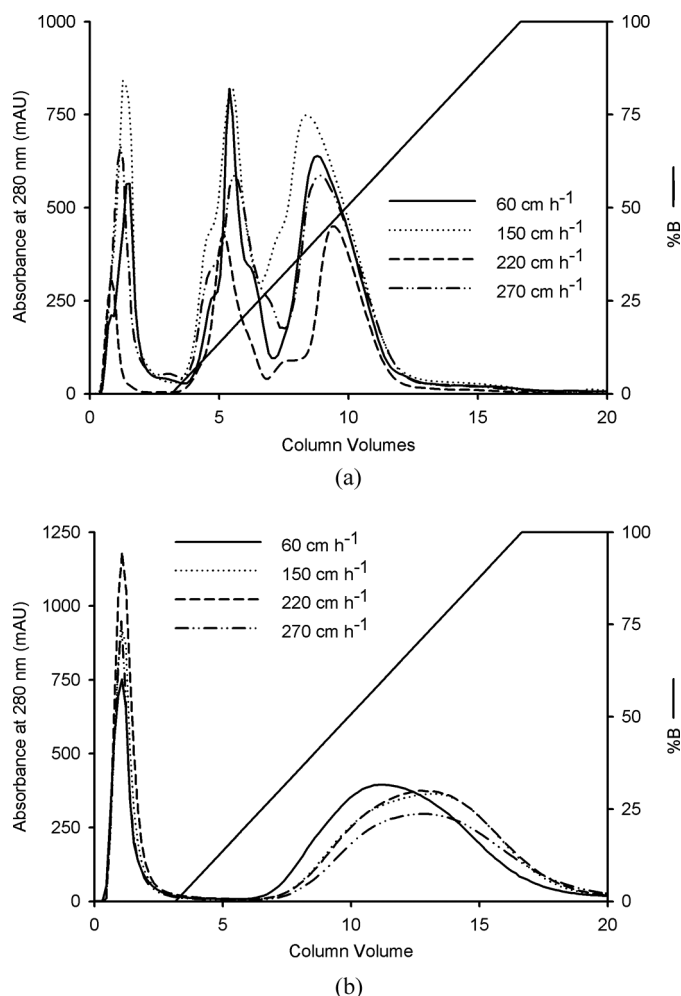 (a)
1000
750
500
250
0
Absorbance at 280 nm (mAU)
100
75
50
25
0
%B
60 cm h-1
150 cm h-1
220 cm h-1
270 cm h-1
0 5 10 15 20
Column Volumes
(a)
1250
1000
750
500
250
0
Absorbance at 280 nm (mAU)
100
75
50
25
0
%B
60 cm h-1
150 cm h-1
220 cm h-1
270 cm h-1
0 5 10 15 20
Column Volume
(b)